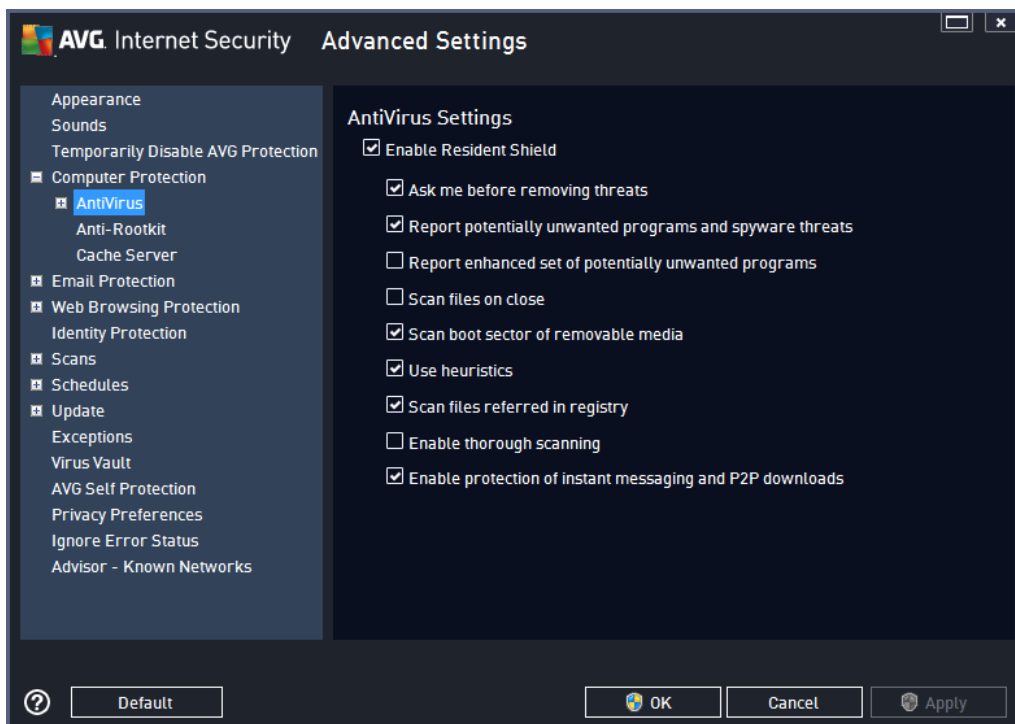 AVG. Internet Security Advanced Settings
Appearance
Sounds
Temporarily Disable AVG Protection
Computer Protection
AntiVirus
Anti-Rootkit
Cache Server
Email Protection
Web Browsing Protection
Identity Protection
Scans
Schedules
Update
Exceptions
Virus Vault
AVG Self Protection
Privacy Preferences
Ignore Error Status
Advisor - Known Networks
AntiVirus Settings
Enable Resident Shield
Ask me before removing threats
Report potentially unwanted programs and spyware threats
Report enhanced set of potentially unwanted programs
Scan files on close
Scan boot sector of removable media
Use heuristics
Scan files referred in registry
Enable thorough scanning
Enable protection of instant messaging and P2P downloads
? Default OK Cancel Apply